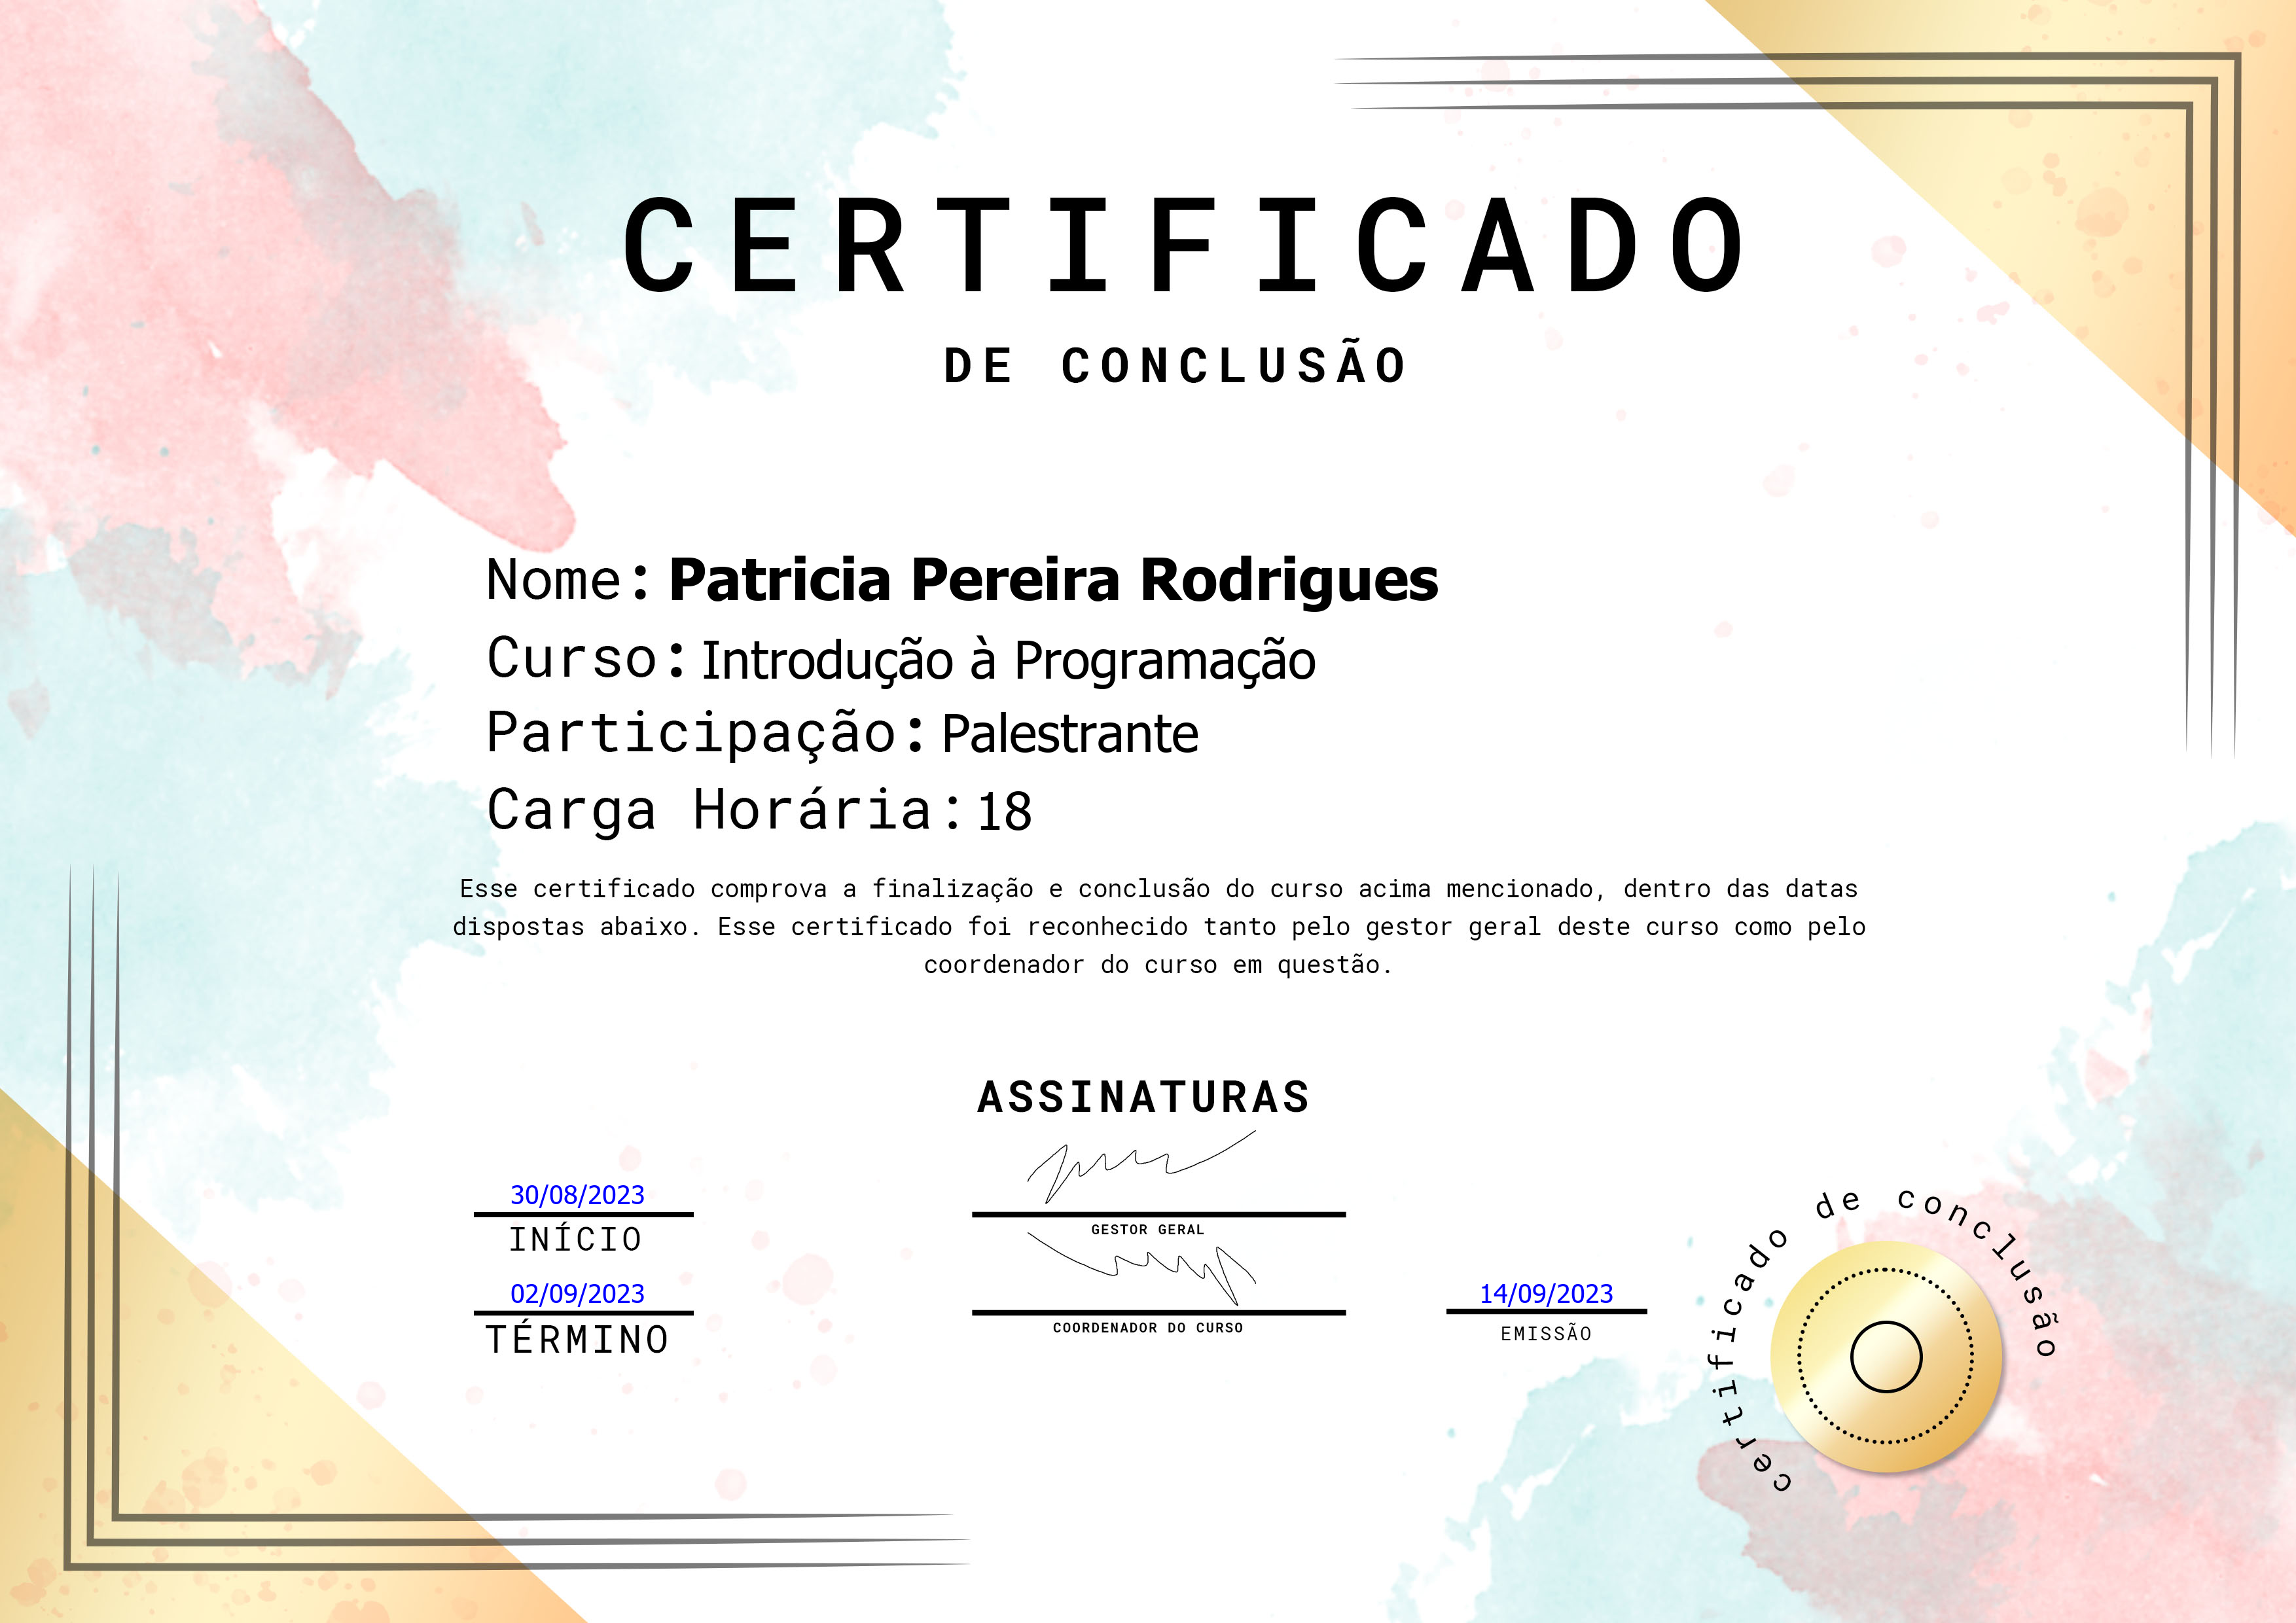 CERTIFICADO
DE CONCLUSÃO
Nome: Patricia Pereira Rodrigues
Curso: Introdução à Programação
Participação: Palestrante
Carga Horária: 18
Esse certificado comprova a finalização e conclusão do curso acima mencionado, dentro das datas
dispostas abaixo. Esse certificado foi reconhecido tanto pelo gestor geral deste curso como pelo
coordenador do curso em questão.
ASSINATURAS
30/08/2023
INÍCIO
GESTOR GERAL
02/09/2023
TÉRMINO
COORDENADOR DO CURSO
14/09/2023
EMISSÃO
certificado de conclusão